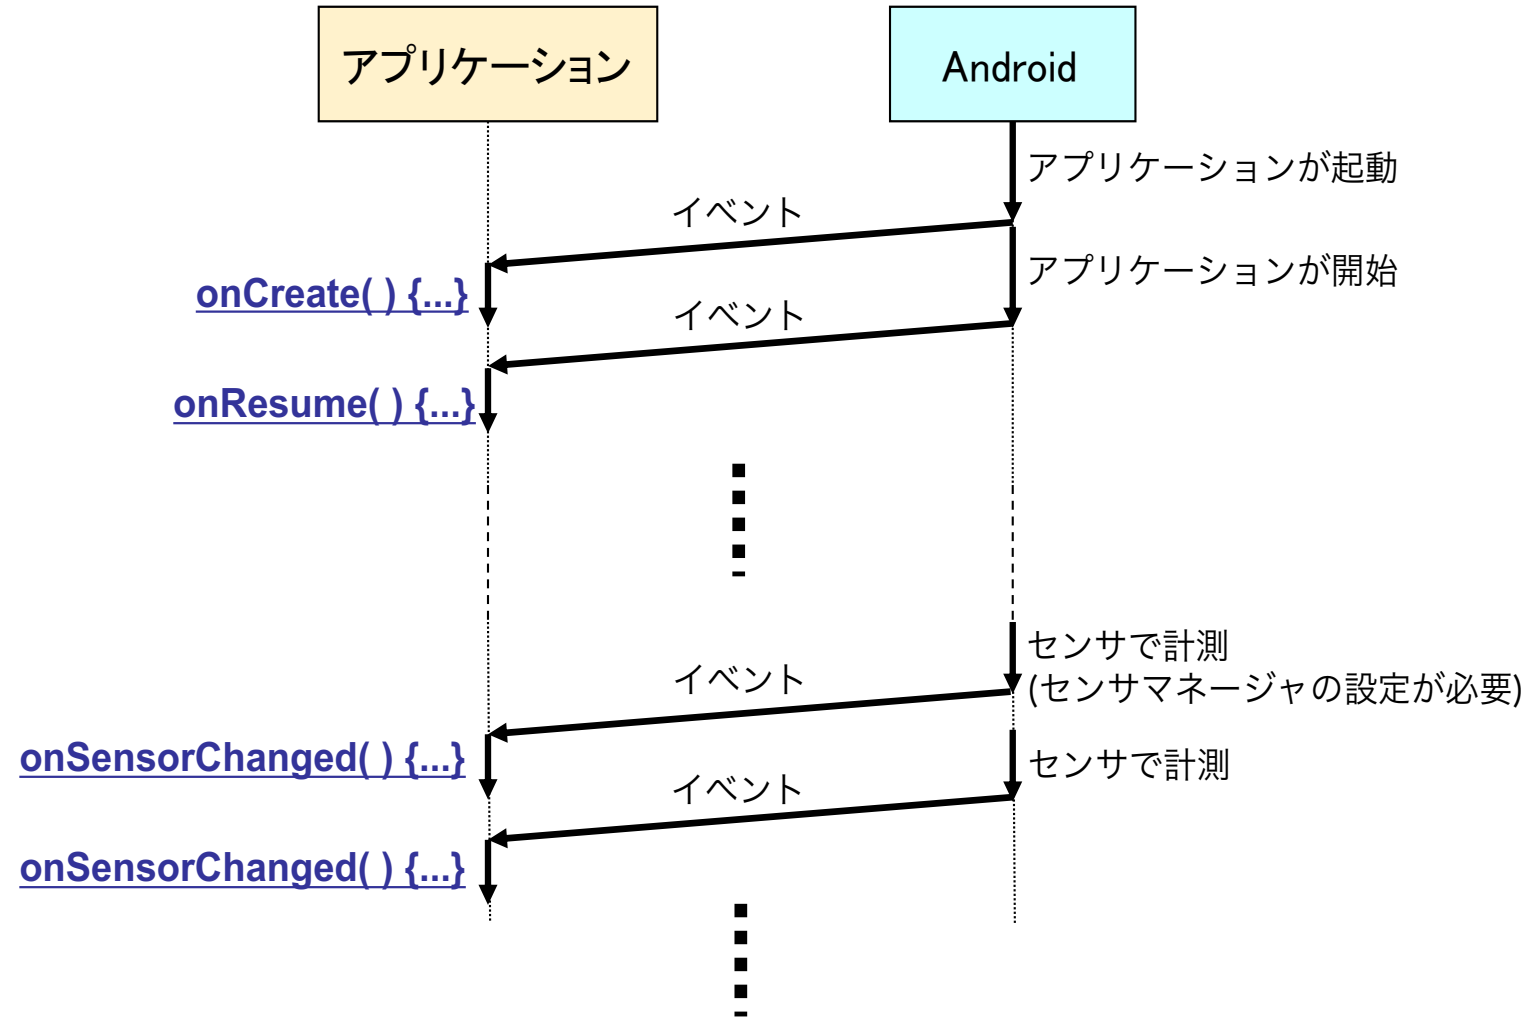 アプリケーション
Android
アプリケーションが起動
イベント
アプリケーションが開始
onCreate( ) {...}
イベント
onResume( ) {...}
センサで計測
(センサマネージャの設定が必要)
イベント
onSensorChanged( ) {...}
センサで計測
イベント
onSensorChanged( ) {...}